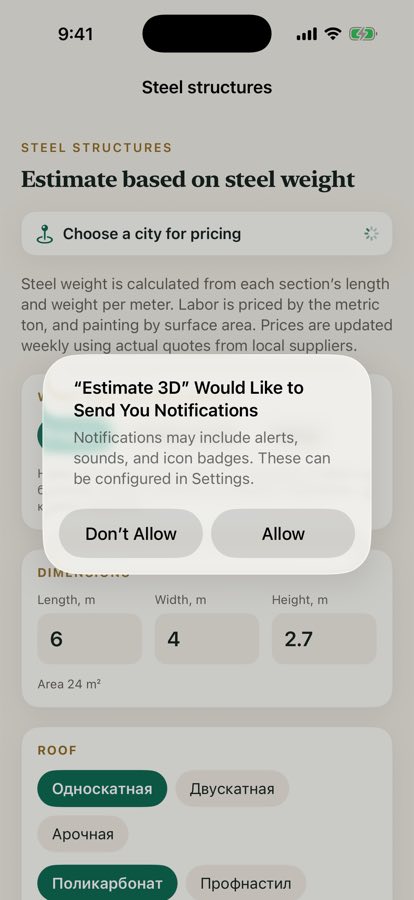 9:41
Steel structures
STEEL STRUCTURES
Estimate based on steel weight
Choose a city for pricing
Steel weight is calculated from each section's length
and weight per meter. Labor is priced by the metric
ton, and painting by surface area. Prices are updated
weekly using actual quotes from local suppliers.
“Estimate 3D” Would Like to
Send You Notifications
Notifications may include alerts,
sounds, and icon badges. These can
be configured in Settings.
Don't Allow
Allow
DIMENSIONS
Length, m
Width, m
Height, m
6
4
2.7
Area 24 m²
ROOF
Односкатная
Двускатная
Арочная
Поликарбонат
Профнастил